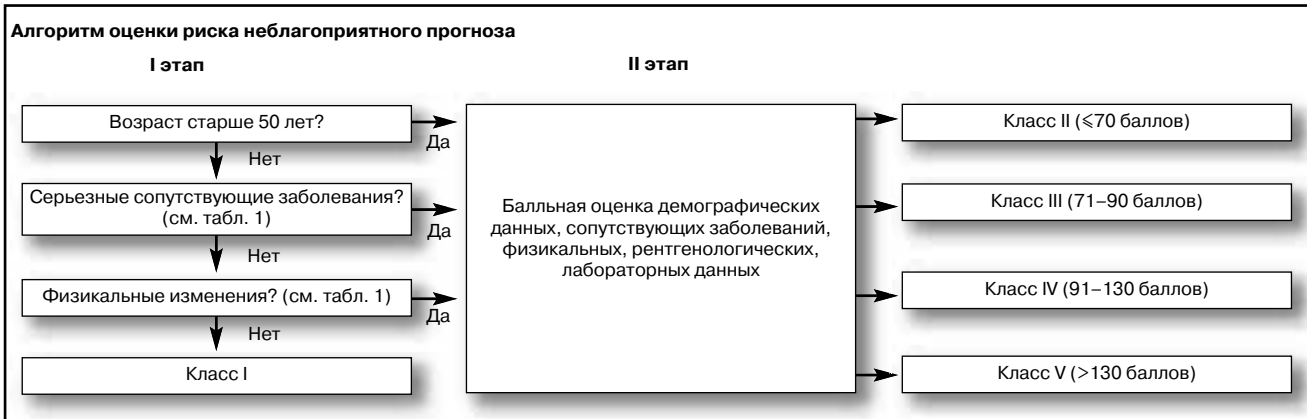 Алгоритм оценки риска неблагоприятного прогноза
I этап
II этап
Возраст старше 50 лет?
Да
Нет
Серьезные сопутствующие заболевания?
(см. табл. 1)
Да
Нет
Физикальные изменения? (см. табл. 1)
Да
Нет
Класс I
Балльная оценка демографических
данных, сопутствующих заболеваний,
физикальных, рентгенологических,
лабораторных данных
Класс II (⩽70 баллов)
Класс III (71–90 баллов)
Класс IV (91–130 баллов)
Класс V (>130 баллов)